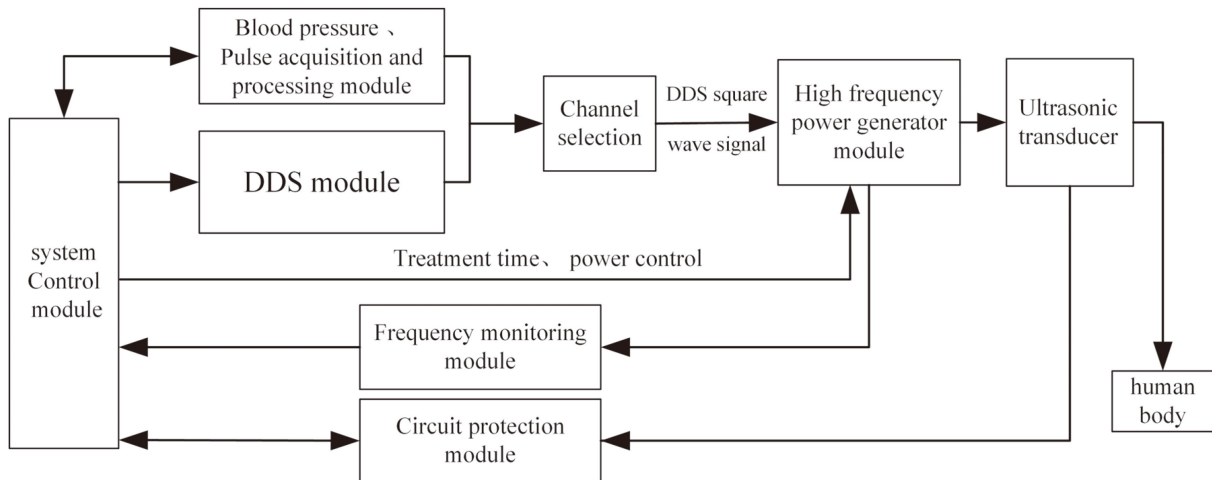 Blood pressure 、
Pulse acquisition and
processing module
Channel
selection
DDS square
wave signal
High frequency
power generator
module
Ultrasonic
transducer
DDS module
system
Control
module
Treatment time、 power control
Frequency monitoring
module
human
body
Circuit protection
module